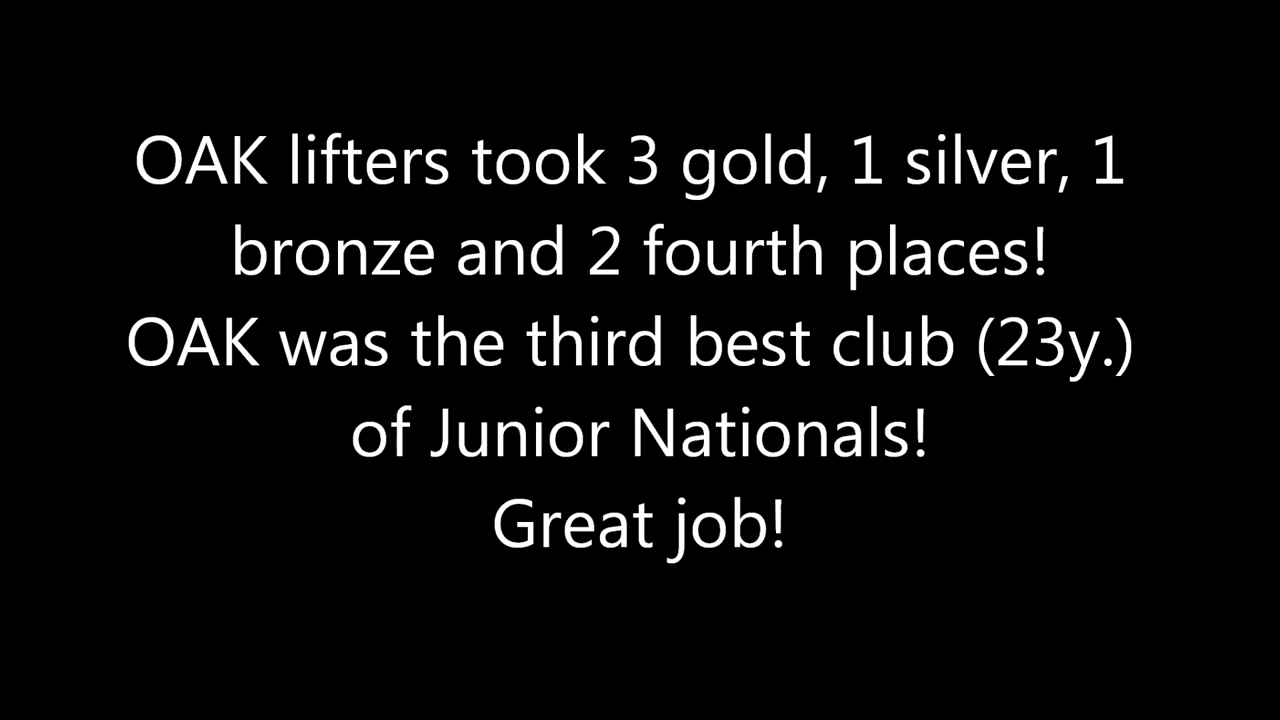 OAK lifters took 3 gold, 1 silver, 1
bronze and 2 fourth places!
OAK was the third best club (23y.)
of Junior Nationals!
Great job!